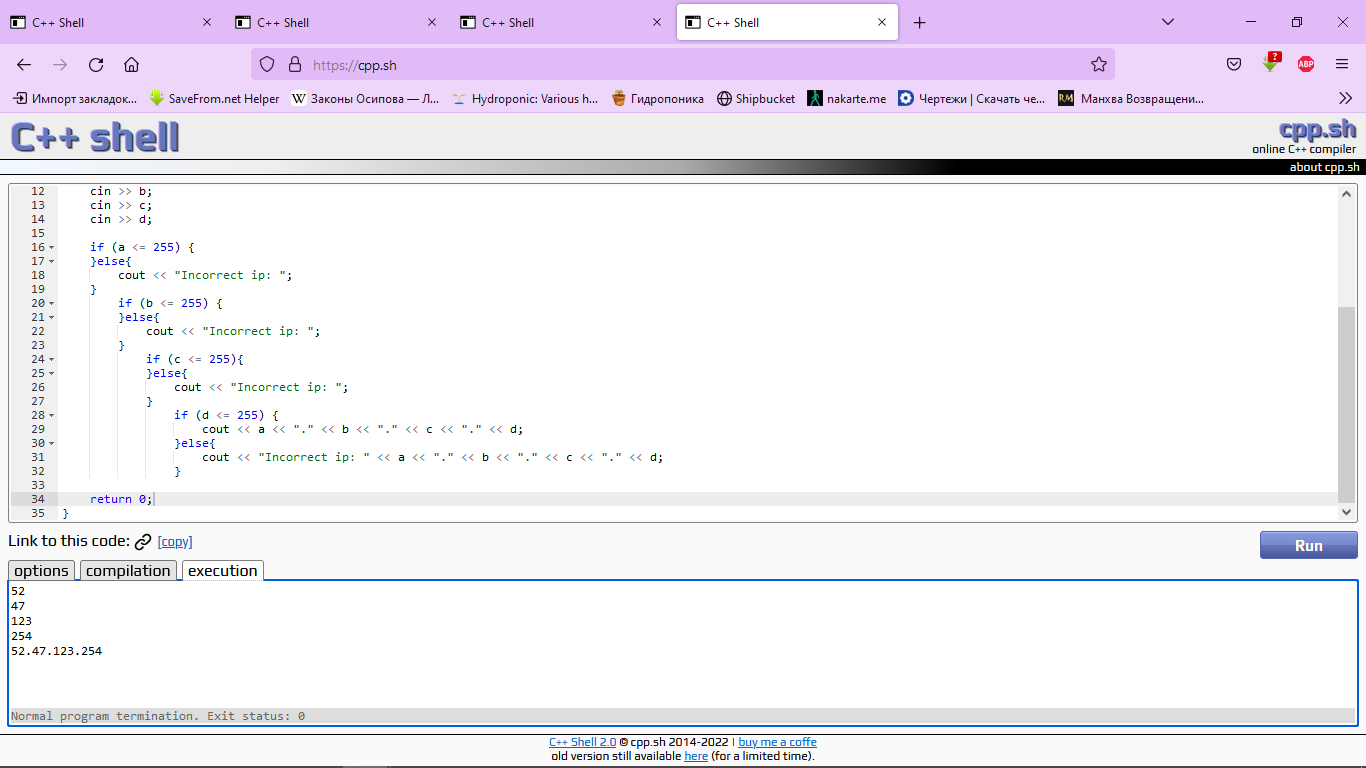 C++ Shell
C++ Shell
C++ Shell
C++ Shell
https://cpp.sh
ABP
Импорт закладок...
SaveFrom.net Helper
W Законы Осипова — Л...
Hydroponic: Various h...
Гидропоника
Shipbucket
nakarte.me
Чертежи | Скачать че...
RM Манхва Возвращени...
C++ shell
cpp.sh
online C++ compiler
about cpp.sh
12 cin >> b;
13 cin >> c;
14 cin >> d;
15
16 if (a <= 255) {
17 }else{
18 cout << "Incorrect ip: ";
19 }
20 if (b <= 255) {
21 }else{
22 cout << "Incorrect ip: ";
23 }
24 if (c <= 255){
25 }else{
26 cout << "Incorrect ip: ";
27 }
28 if (d <= 255) {
29 cout << a << "." << b << "." << c << "." << d;
30 }else{
31 cout << "Incorrect ip: " << a << "." << b << "." << c << "." << d;
32 }
33
34 return 0;
35 }
Link to this code: [copy]
Run
options compilation execution
52
47
123
254
52.47.123.254
Normal program termination. Exit status: 0
C++ Shell 2.0 © cpp.sh 2014-2022 | buy me a coffe
old version still available here (for a limited time).